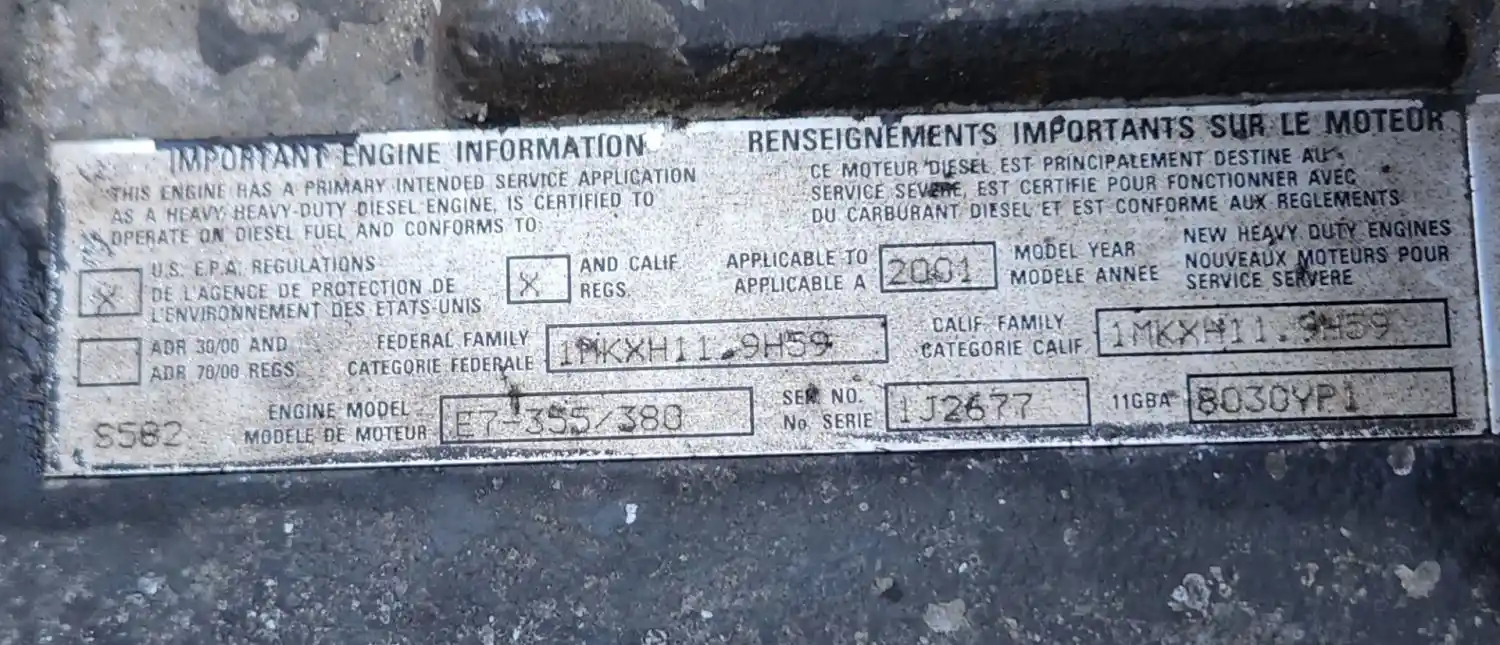 IMPORTANT ENGINE INFORMATION
THIS ENGINE HAS A PRIMARY INTENDED SERVICE APPLICATION
AS A HEAVY HEAVY-DUTY DIESEL ENGINE, IS CERTIFIED TO
OPERATE ON DIESEL FUEL AND CONFORMS TO:
RENSEIGNEMENTS IMPORTANTS SUR LE MOTEUR
CE MOTEUR DIESEL EST PRINCIPALEMENT DESTINE AU
SERVICE SEVERE, EST CERTIFIE POUR FONCTIONNER AVEC
DU CARBURANT DIESEL ET EST CONFORME AUX REGLEMENTS
X
U.S. E.P.A. REGULATIONS
DE L'AGENCE DE PROTECTION DE
L'ENVIRONNEMENT DES ETATS-UNIS
X
AND CALIF.
REGS.
APPLICABLE TO
APPLICABLE A
2001
MODEL YEAR
MODELE ANNEE
NEW HEAVY DUTY ENGINES
NOUVEAUX MOTEURS POUR
SERVICE SERVERE
ADR 30/00 AND
ADR 70/00 REGS.
FEDERAL FAMILY
CATEGORIE FEDERALE
1MKXH11.9H59
CALIF. FAMILY
CATEGORIE CALIF
1MKXH11.9H59
S582
ENGINE MODEL
MODELE DE MOTEUR
E7-355/380
SER NO.
No. SERIE
1J2677
11GBA
8030YP1